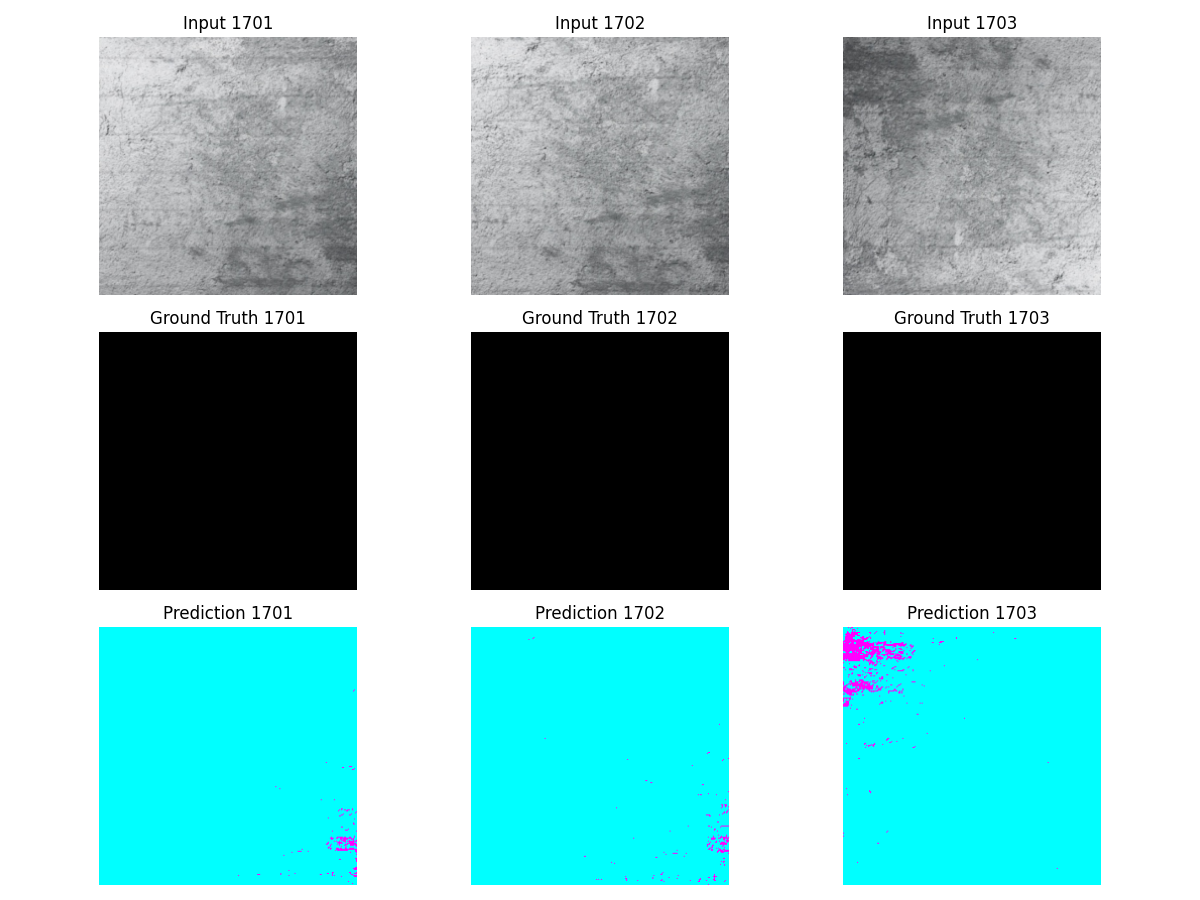 Input 1701
Input 1702
Input 1703
Ground Truth 1701
Ground Truth 1702
Ground Truth 1703
Prediction 1701
Prediction 1702
Prediction 1703